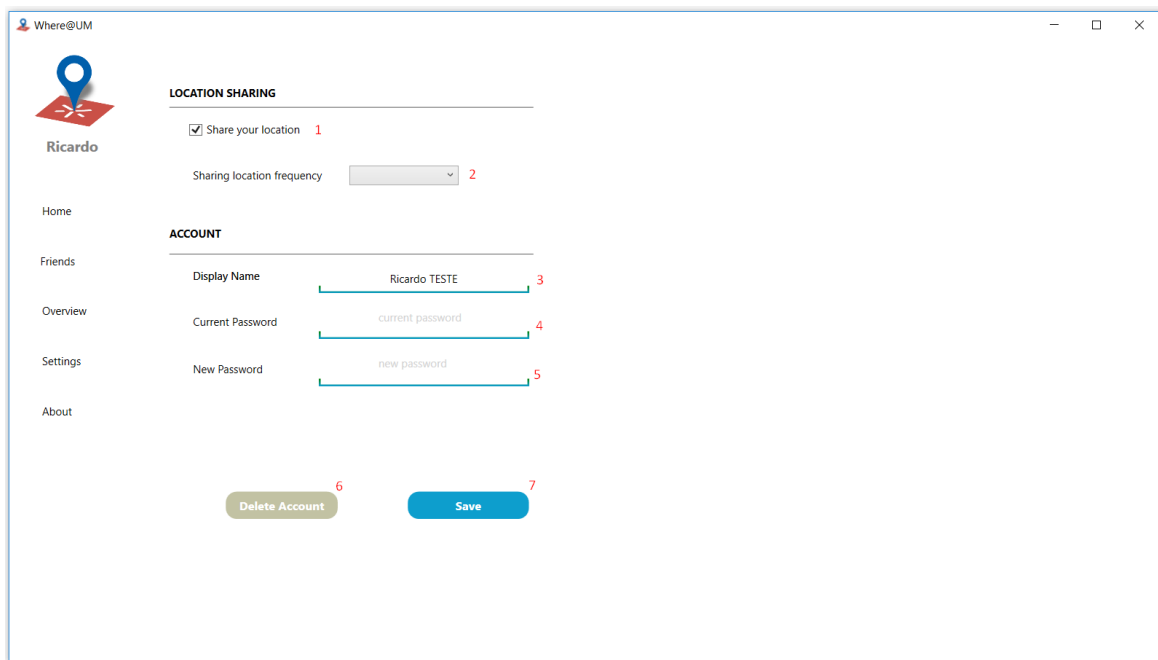 Where@UM
Ricardo
Home
Friends
Overview
Settings
About
LOCATION SHARING
Share your location 1
Sharing location frequency 2
ACCOUNT
Display Name Ricardo TESTE 3
Current Password current password 4
New Password new password 5
Delete Account 6
Save 7